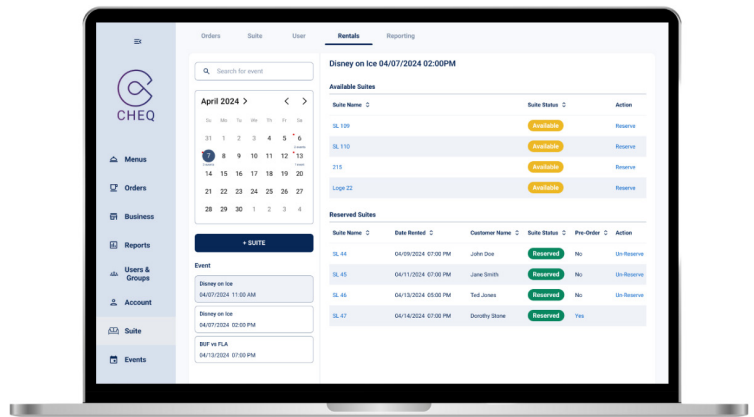 Orders Suite User Rentals Reporting
CHEQ
Menus
Orders
Business
Reports
Users &
Groups
Account
Suite
Events
Search for event
April 2024
Su Mo Tu We Th Fr Sa
31 1 2 3 4 5 6
7 8 9 10 11 12 13
14 15 16 17 18 19 20
21 22 23 24 25 26 27
28 29 30 1 2 3 4
+ SUITE
Event
Disney on Ice
04/07/2024 11:00 AM
Disney on Ice
04/07/2024 02:00 PM
BUF vs FLA
04/13/2024 07:00 PM
Disney on Ice 04/07/2024 02:00PM
Available Suites
Suite Name Suite Status Action
SL 109 Available Reserve
SL 110 Available Reserve
215 Available Reserve
Loge 22 Available Reserve
Reserved Suites
Suite Name Date Rented Customer Name Suite Status Pre-Order Action
SL 44 04/09/2024 07:00 PM John Doe Reserved No Un-Reserve
SL 45 04/11/2024 07:00 PM Jane Smith Reserved No Un-Reserve
SL 46 04/13/2024 05:00 PM Ted Jones Reserved No Un-Reserve
SL 47 04/14/2024 07:00 PM Dorothy Stone Reserved Yes